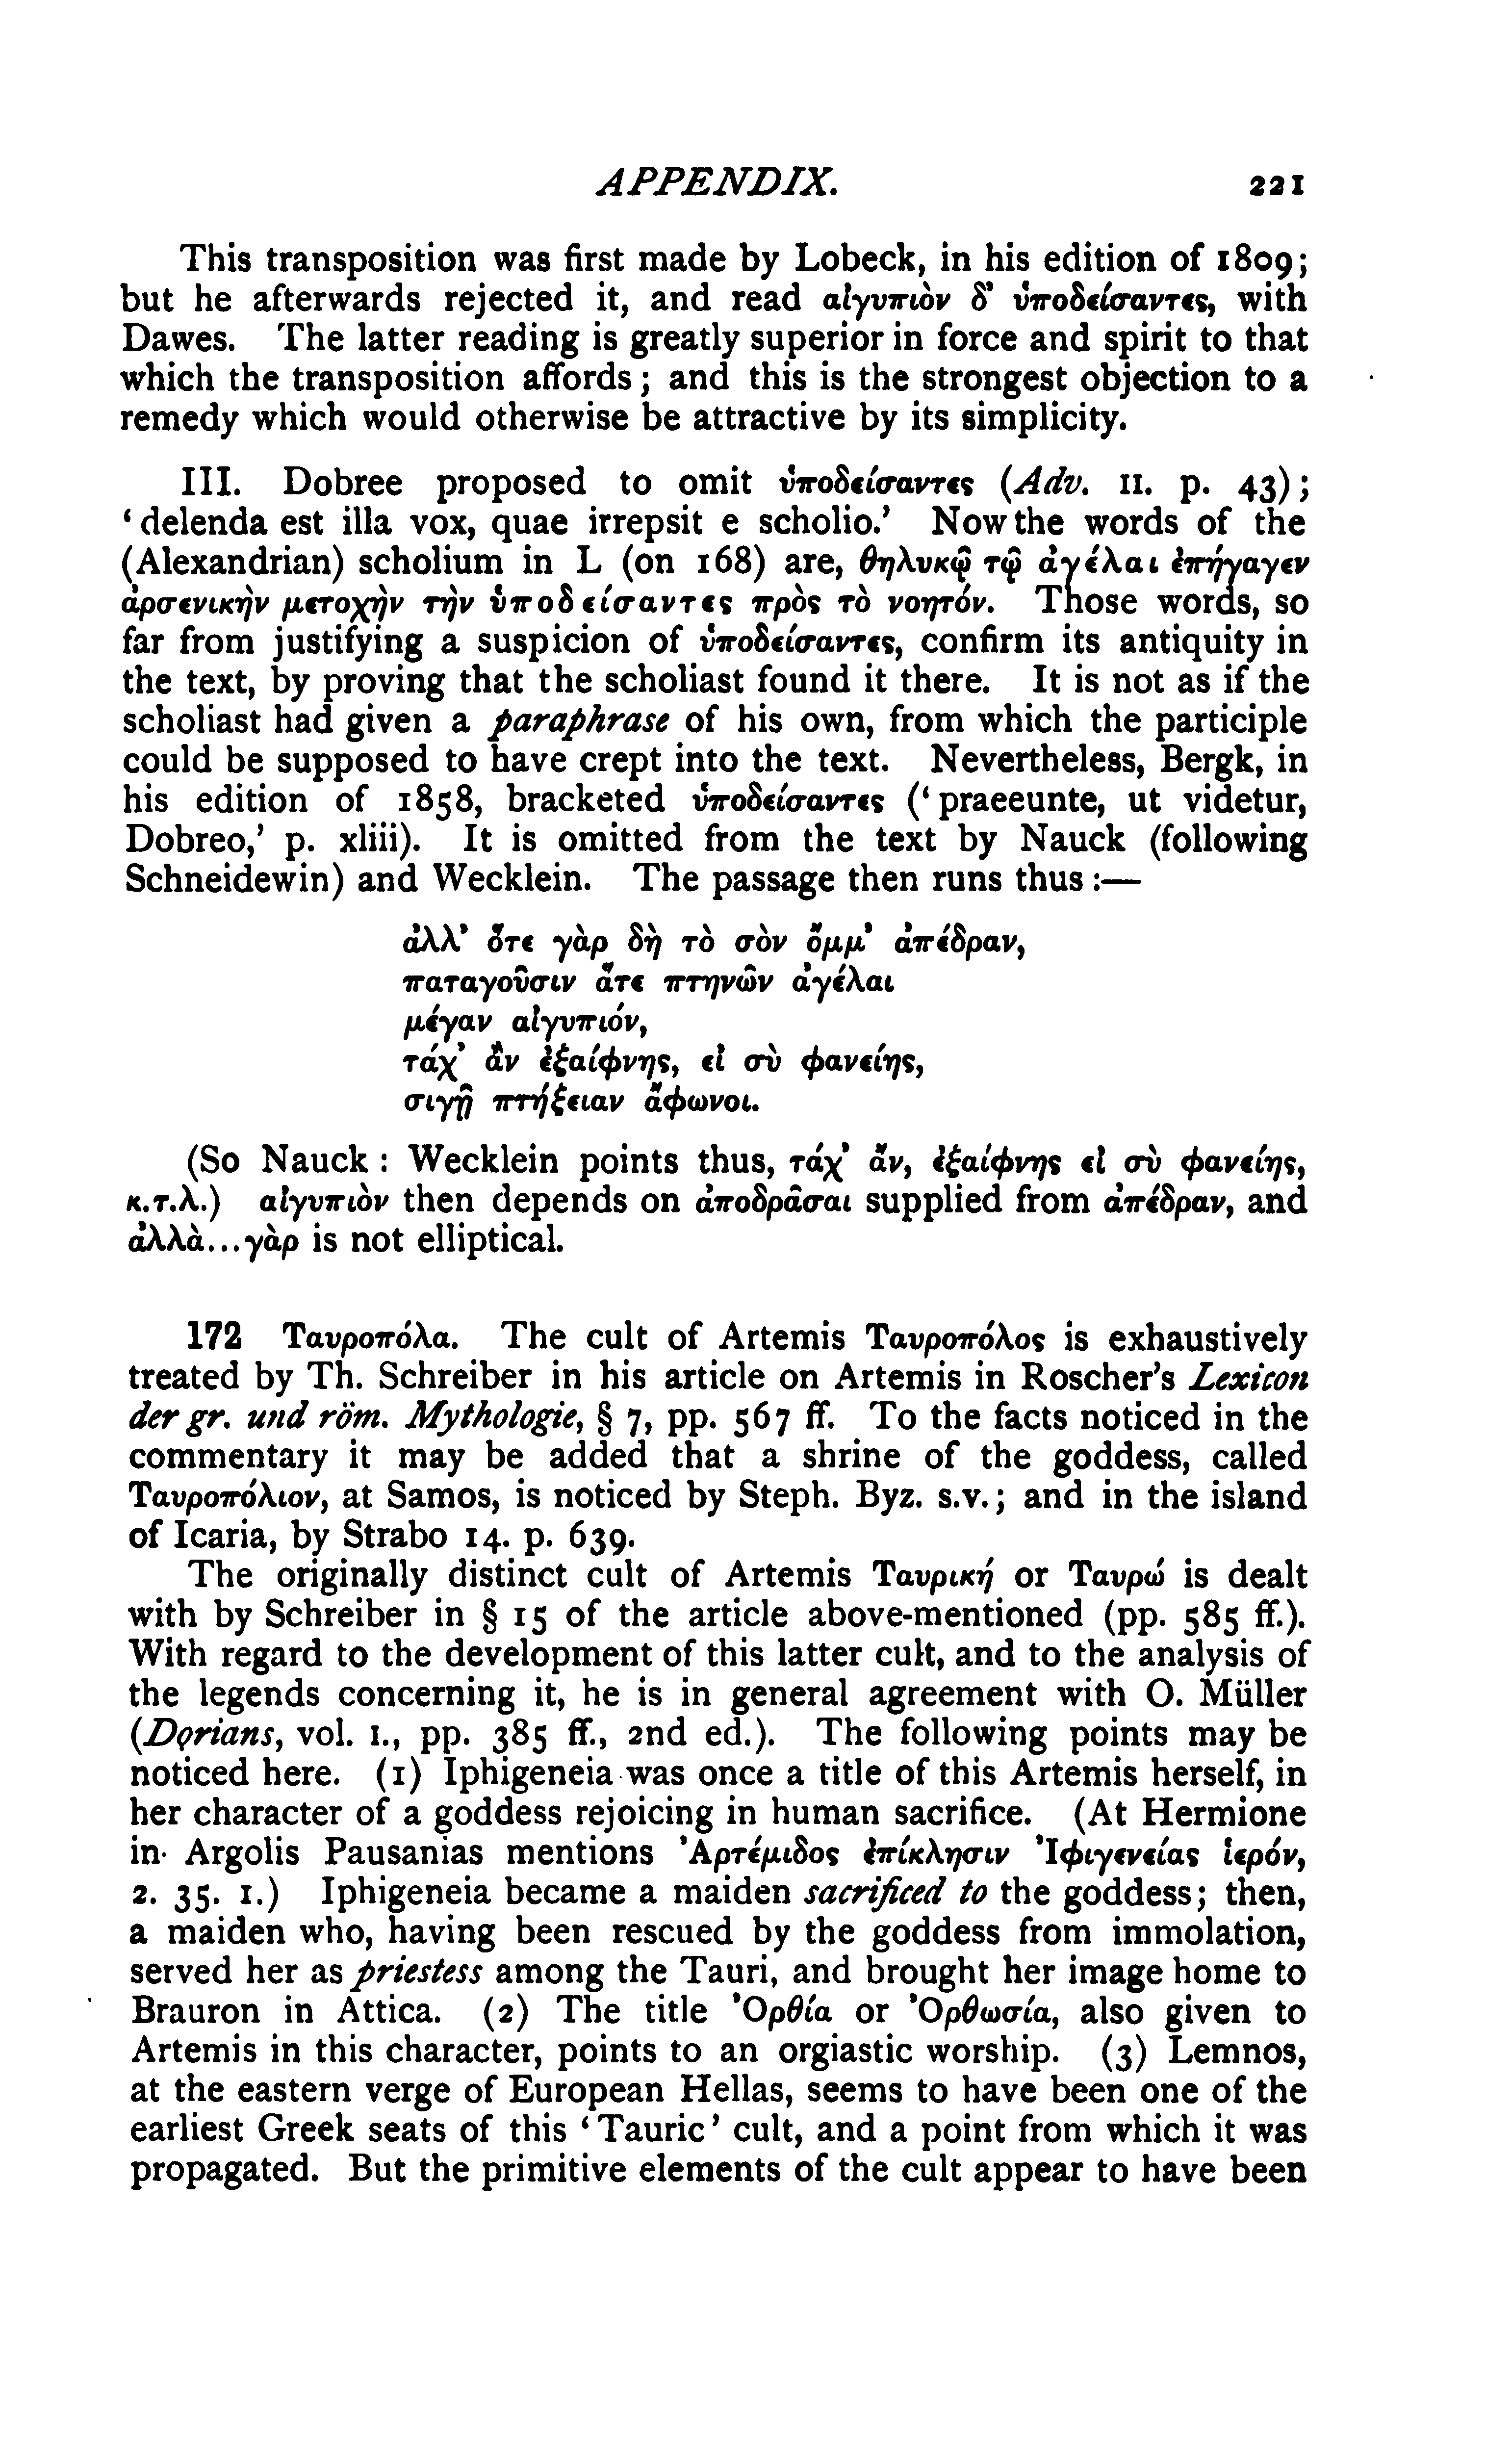 APPENDIX. 221
This transposition was first made by Lobeck, in his edition of 1809;
but he afterwards rejected it, and read αἰγυπιὸν δ' ὑποδείσαντες, with
Dawes. The latter reading is greatly superior in force and spirit to that
which the transposition affords; and this is the strongest objection to a
remedy which would otherwise be attractive by its simplicity.
III. Dobree proposed to omit ὑποδείσαντες (Adv. II. p. 43);
'delenda est illa vox, quae irrepsit e scholio.' Now the words of the
(Alexandrian) scholium in L (on 168) are, θηλυκῷ τῷ ἀγέλαι ἐπήγαγεν
ἀρσενικὴν μετοχὴν τὴν ὑποδείσαντες πρὸς τὸ νοητόν. Those words, so
far from justifying a suspicion of ὑποδείσαντες, confirm its antiquity in
the text, by proving that the scholiast found it there. It is not as if the
scholiast had given a paraphrase of his own, from which the participle
could be supposed to have crept into the text. Nevertheless, Bergk, in
his edition of 1858, bracketed ὑποδείσαντες ('praeeunte, ut videtur,
Dobreo,' p. xliii). It is omitted from the text by Nauck (following
Schneidewin) and Wecklein. The passage then runs thus:—
ἀλλ' ὅτε γὰρ δὴ τὸ σὸν ὄμμ' ἀπέδραν,
παταγοῦσιν ἅτε πτηνῶν ἀγέλαι
μέγαν αἰγυπιόν,
τάχ' ἂν ἐξαίφνης, εἰ σὺ φανείης,
σιγῇ πτήξειαν ἄφωνοι.
(So Nauck: Wecklein points thus, τάχ' ἄν, ἐξαίφνης εἰ σὺ φανείης,
κ.τ.λ.) αἰγυπιὸν then depends on ἀποδρᾶσαι supplied from ἀπέδραν, and
ἀλλὰ...γὰρ is not elliptical.
172 Ταυροπόλα. The cult of Artemis Ταυροπόλος is exhaustively
treated by Th. Schreiber in his article on Artemis in Roscher's Lexicon
der gr. und röm. Mythologie, § 7, pp. 567 ff. To the facts noticed in the
commentary it may be added that a shrine of the goddess, called
Ταυροπόλιον, at Samos, is noticed by Steph. Byz. s.v.; and in the island
of Icaria, by Strabo 14. p. 639.
The originally distinct cult of Artemis Ταυρική or Ταυρώ is dealt
with by Schreiber in § 15 of the article above-mentioned (pp. 585 ff.).
With regard to the development of this latter cult, and to the analysis of
the legends concerning it, he is in general agreement with O. Müller
(Dorians, vol. I., pp. 385 ff., 2nd ed.). The following points may be
noticed here. (1) Iphigeneia was once a title of this Artemis herself, in
her character of a goddess rejoicing in human sacrifice. (At Hermione
in Argolis Pausanias mentions Ἀρτέμιδος ἐπίκλησιν Ἰφιγενείας ἱερόν,
2. 35. 1.) Iphigeneia became a maiden sacrificed to the goddess; then,
a maiden who, having been rescued by the goddess from immolation,
served her as priestess among the Tauri, and brought her image home to
Brauron in Attica. (2) The title Ὀρθία or Ὀρθωσία, also given to
Artemis in this character, points to an orgiastic worship. (3) Lemnos,
at the eastern verge of European Hellas, seems to have been one of the
earliest Greek seats of this 'Tauric' cult, and a point from which it was
propagated. But the primitive elements of the cult appear to have been